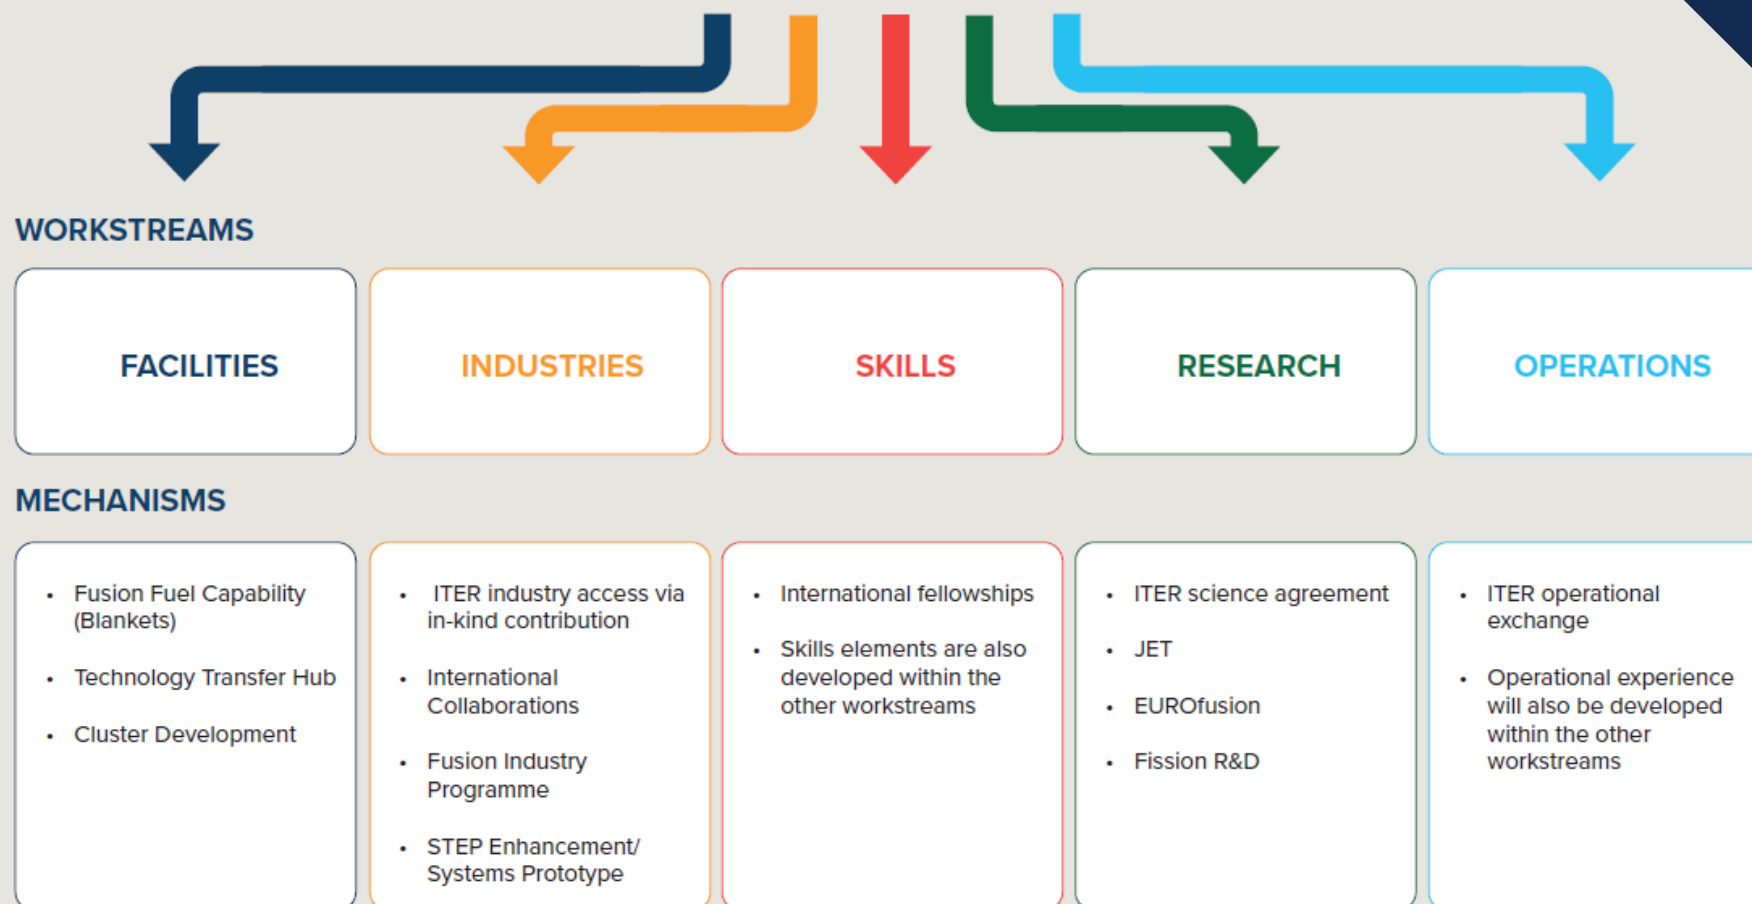 WORKSTREAMS
FACILITIES
INDUSTRIES
SKILLS
RESEARCH
OPERATIONS
MECHANISMS
• Fusion Fuel Capability
(Blankets)
• Technology Transfer Hub
• Cluster Development
• ITER industry access via
in-kind contribution
• International
Collaborations
• Fusion Industry
Programme
• STEP Enhancement/
Systems Prototype
• International fellowships
• Skills elements are also
developed within the
other workstreams
• ITER science agreement
• JET
• EUROfusion
• Fission R&D
• ITER operational
exchange
• Operational experience
will also be developed
within the other
workstreams